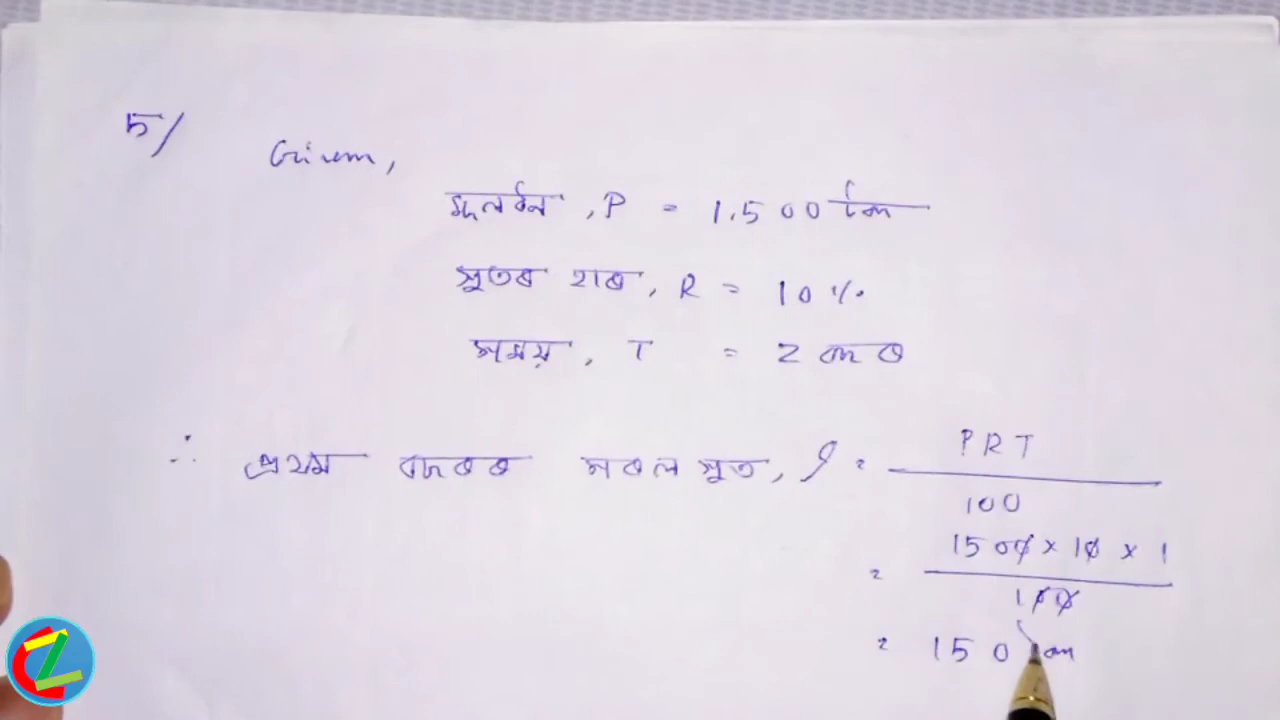 5/
Given,
মূলধন, P = 1,500 টকা
সুতৰ হাৰ, R = 10%
সময়, T = 2 বছৰ
∴ প্ৰথম বছৰৰ সৰল সুত, I = PRT
100
= 1500 × 10 × 1
100
= 150 টকা